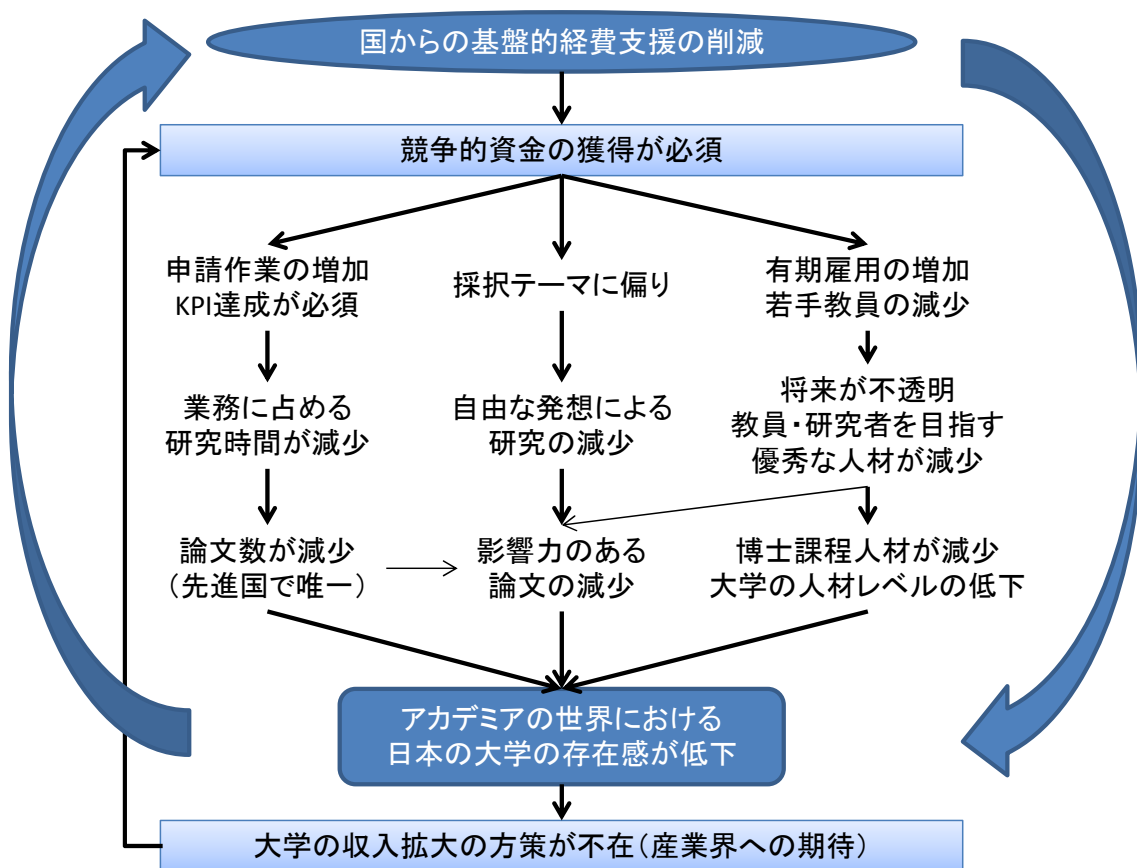 国からの基盤的経費支援の削減
競争的資金の獲得が必須
申請作業の増加
KPI達成が必須
採択テーマに偏り
有期雇用の増加
若手教員の減少
業務に占める
研究時間が減少
自由な発想による
研究の減少
将来が不透明
教員・研究者を目指す
優秀な人材が減少
論文数が減少
(先進国で唯一)
影響力のある
論文の減少
博士課程人材が減少
大学の人材レベルの低下
アカデミアの世界における
日本の大学の存在感が低下
大学の収入拡大の方策が不在(産業界への期待)